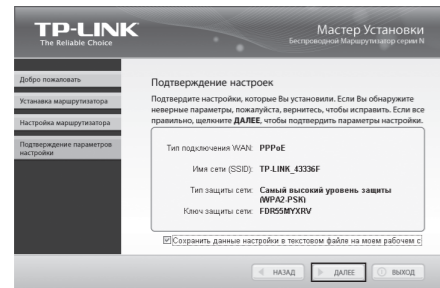 TP-LINK
The Reliable Choice
Мастер Установки
Беспроводной Маршрутизатор серии N
Добро пожаловать
Устанавка маршрутизатора
Настройка маршрутизатора
Подтверждение параметров
настройки
Подтверждение настроек
Подтвердите настройки, которые Вы установили. Если Вы обнаружите
неверные параметры, пожалуйста, вернитесь, чтобы исправить. Если все
правильно, щелкните ДАЛЕЕ, чтобы подтвердить параметры настройки.
Тип подключения WAN: PPPoE
Имя сети (SSID): TP-LINK_43336F
Тип защиты сети: Самый высокий уровень защиты
(WPA2-PSK)
Ключ защиты сети: FDR55MYXRV
Сохранить данные настройки в текстовом файле на моем рабочем с
НАЗАД
ДАЛЕЕ
ВЫХОД